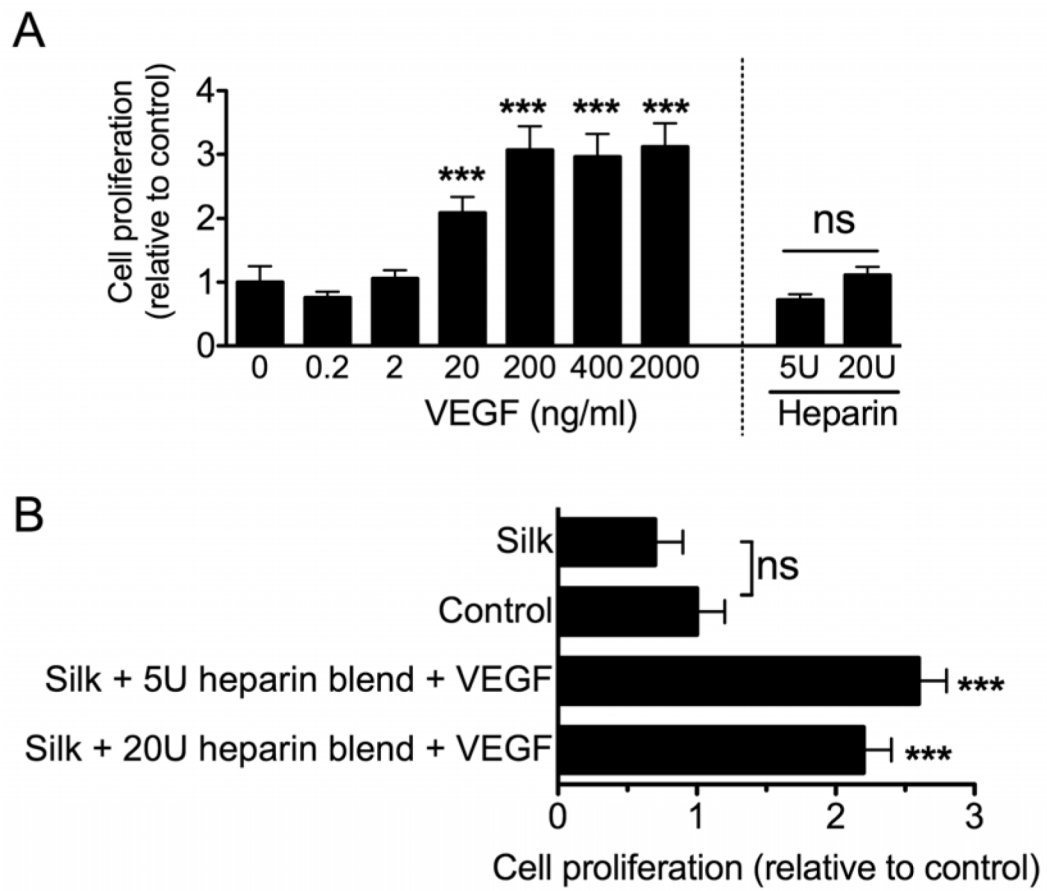 A
Cell proliferation
(relative to control)
4
3
2
1
0
***
***
***
***
ns
0 0.2 2 20 200 400 2000 5U 20U
VEGF (ng/ml)
Heparin
B
Silk
ns
Control
Silk + 5U heparin blend + VEGF
***
Silk + 20U heparin blend + VEGF
***
0 1 2 3
Cell proliferation (relative to control)